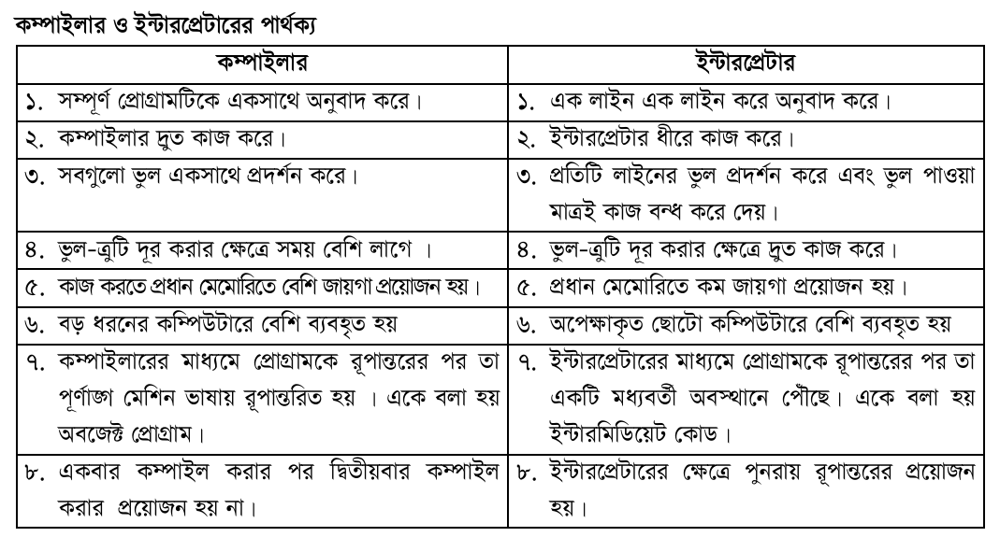 কম্পাইলার ও ইন্টারপ্রেটারের পার্থক্য
কম্পাইলার
ইন্টারপ্রেটার
১. সম্পূর্ণ প্রোগ্রামটিকে একসাথে অনুবাদ করে।
১. এক লাইন এক লাইন করে অনুবাদ করে।
২. কম্পাইলার দ্রুত কাজ করে।
২. ইন্টারপ্রেটার ধীরে কাজ করে।
৩. সবগুলো ভুল একসাথে প্রদর্শন করে।
৩. প্রতিটি লাইনের ভুল প্রদর্শন করে এবং ভুল পাওয়া
মাত্রই কাজ বন্ধ করে দেয়।
৪. ভুল-ত্রুটি দূর করার ক্ষেত্রে সময় বেশি লাগে ।
৪. ভুল-ত্রুটি দূর করার ক্ষেত্রে দ্রুত কাজ করে।
৫. কাজ করতে প্রধান মেমোরিতে বেশি জায়গা প্রয়োজন হয়।
৫. প্রধান মেমোরিতে কম জায়গা প্রয়োজন হয়।
৬. বড় ধরনের কম্পিউটারে বেশি ব্যবহৃত হয়
৬. অপেক্ষাকৃত ছোটো কম্পিউটারে বেশি ব্যবহৃত হয়
৭. কম্পাইলারের মাধ্যমে প্রোগ্রামকে রূপান্তরের পর তা
পূর্ণাঙ্গ মেশিন ভাষায় রূপান্তরিত হয় । একে বলা হয়
অবজেক্ট প্রোগ্রাম।
৭. ইন্টারপ্রেটারের মাধ্যমে প্রোগ্রামকে রূপান্তরের পর তা
একটি মধ্যবর্তী অবস্থানে পৌঁছে। একে বলা হয়
ইন্টারমিডিয়েট কোড।
৮. একবার কম্পাইল করার পর দ্বিতীয়বার কম্পাইল
করার প্রয়োজন হয় না।
৮. ইন্টারপ্রেটারের ক্ষেত্রে পুনরায় রূপান্তরের প্রয়োজন
হয়।